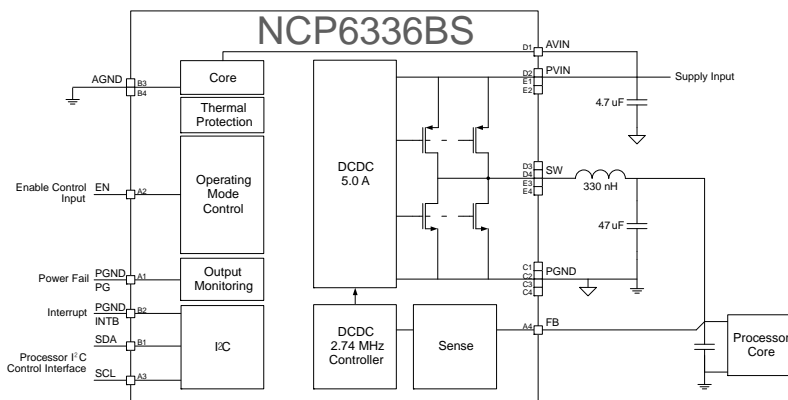 NCP6336BS
D1 AVIN
AGND B3
B4
Core
D2 PVIN
E1
E2
Supply Input
Thermal
Protection
4.7 uF
Enable Control
Input
EN A2
Operating
Mode
Control
DCDC
5.0 A
D3 SW
D4
E3
E4
330 nH
47 uF
Power Fail
PGND A1
PG
Output
Monitoring
C1
C2 PGND
C3
C4
Interrupt
PGND B2
INTB
Processor I²C
Control Interface
SDA B1
SCL A3
I²C
DCDC
2.74 MHz
Controller
Sense
A4 FB
Processor
Core